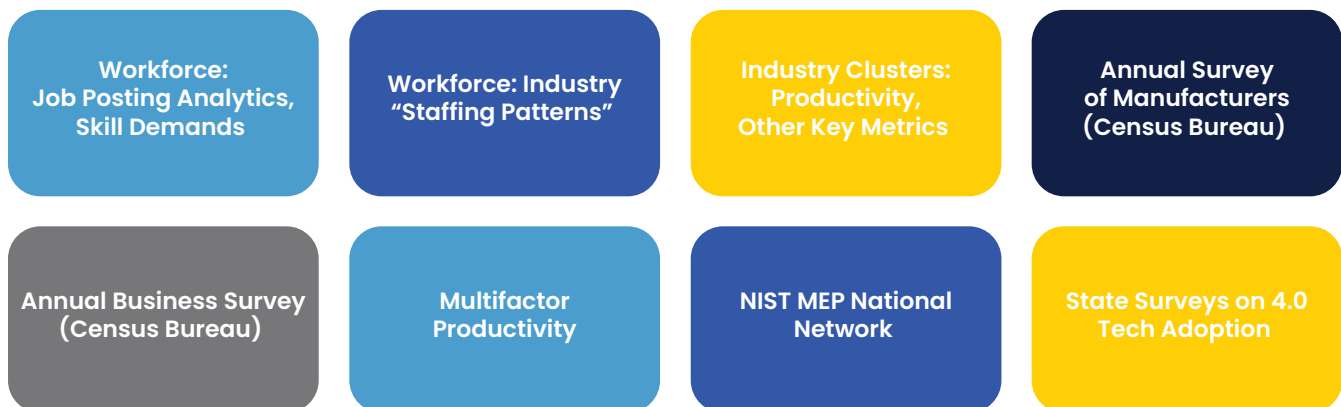 Workforce:
Job Posting Analytics,
Skill Demands
Workforce: Industry
“Staffing Patterns”
Industry Clusters:
Productivity,
Other Key Metrics
Annual Survey
of Manufacturers
(Census Bureau)
Annual Business Survey
(Census Bureau)
Multifactor
Productivity
NIST MEP National
Network
State Surveys on 4.0
Tech Adoption